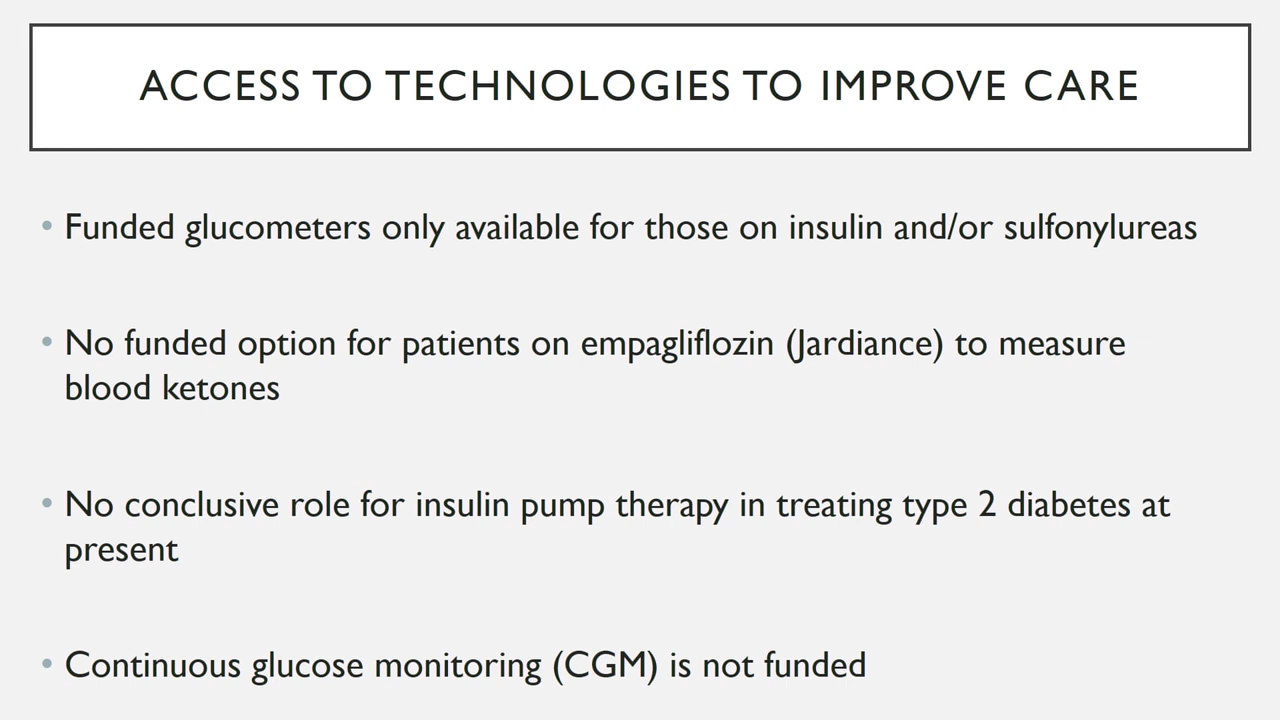 ACCESS TO TECHNOLOGIES TO IMPROVE CARE
• Funded glucometers only available for those on insulin and/or sulfonylureas
• No funded option for patients on empagliflozin (Jardiance) to measure
blood ketones
• No conclusive role for insulin pump therapy in treating type 2 diabetes at
present
• Continuous glucose monitoring (CGM) is not funded